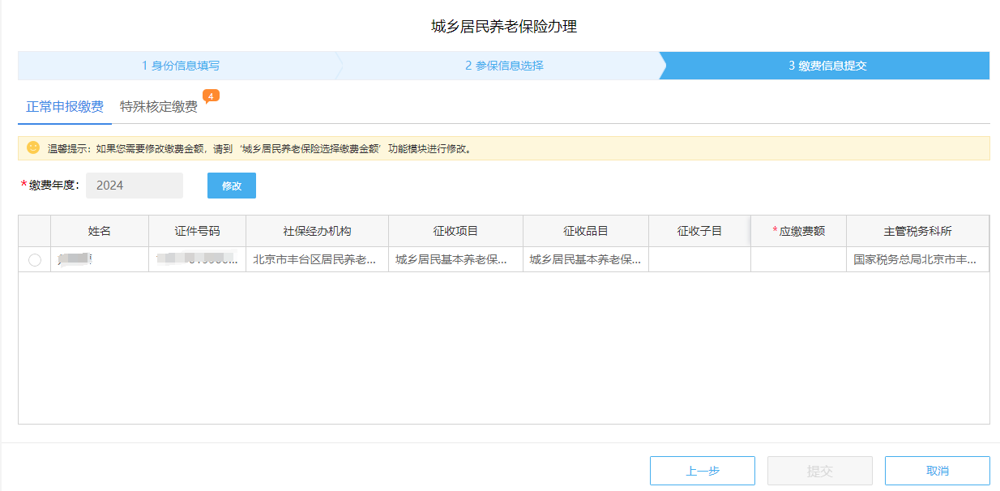 城乡居民养老保险办理
1 身份信息填写 2 参保信息选择 3 缴费信息提交
正常申报缴费 特殊核定缴费 4
温馨提示：如果您需要修改缴费金额，请到‘城乡居民养老保险选择缴费金额’功能模块进行修改。
*缴费年度： 2024 修改
姓名 证件号码 社保经办机构 征收项目 征收品目 征收子目 *应缴费额 主管税务科所
北京市丰台区居民养老... 城乡居民基本养老保... 城乡居民基本养老保... 国家税务总局北京市丰...
上一步 提交 取消